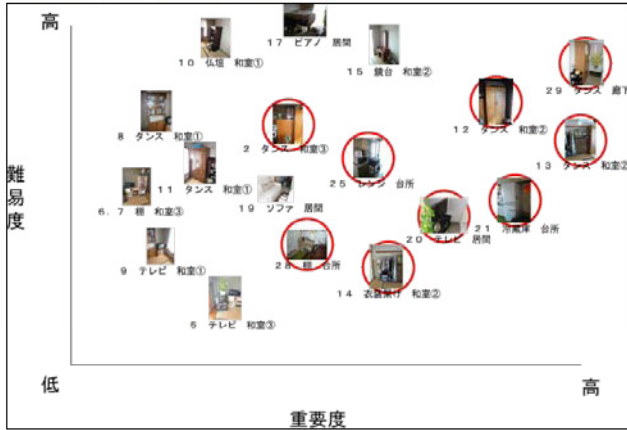 高
17 ピアノ 居間
10 仏壇 和室①
15 鏡台 和室②
29 タンス 廊下
8 タンス 和室①
2 タンス 和室③
12 タンス 和室②
13 タンス 和室②
11 タンス 和室①
25 レンジ 台所
難易度
6.7 棚 和室③
19 ソファ 居間
21 冷蔵庫 台所
20 テレビ 居間
9 テレビ 和室①
28 棚 台所
14 衣装掛け 和室②
5 テレビ 和室③
低
高
重要度